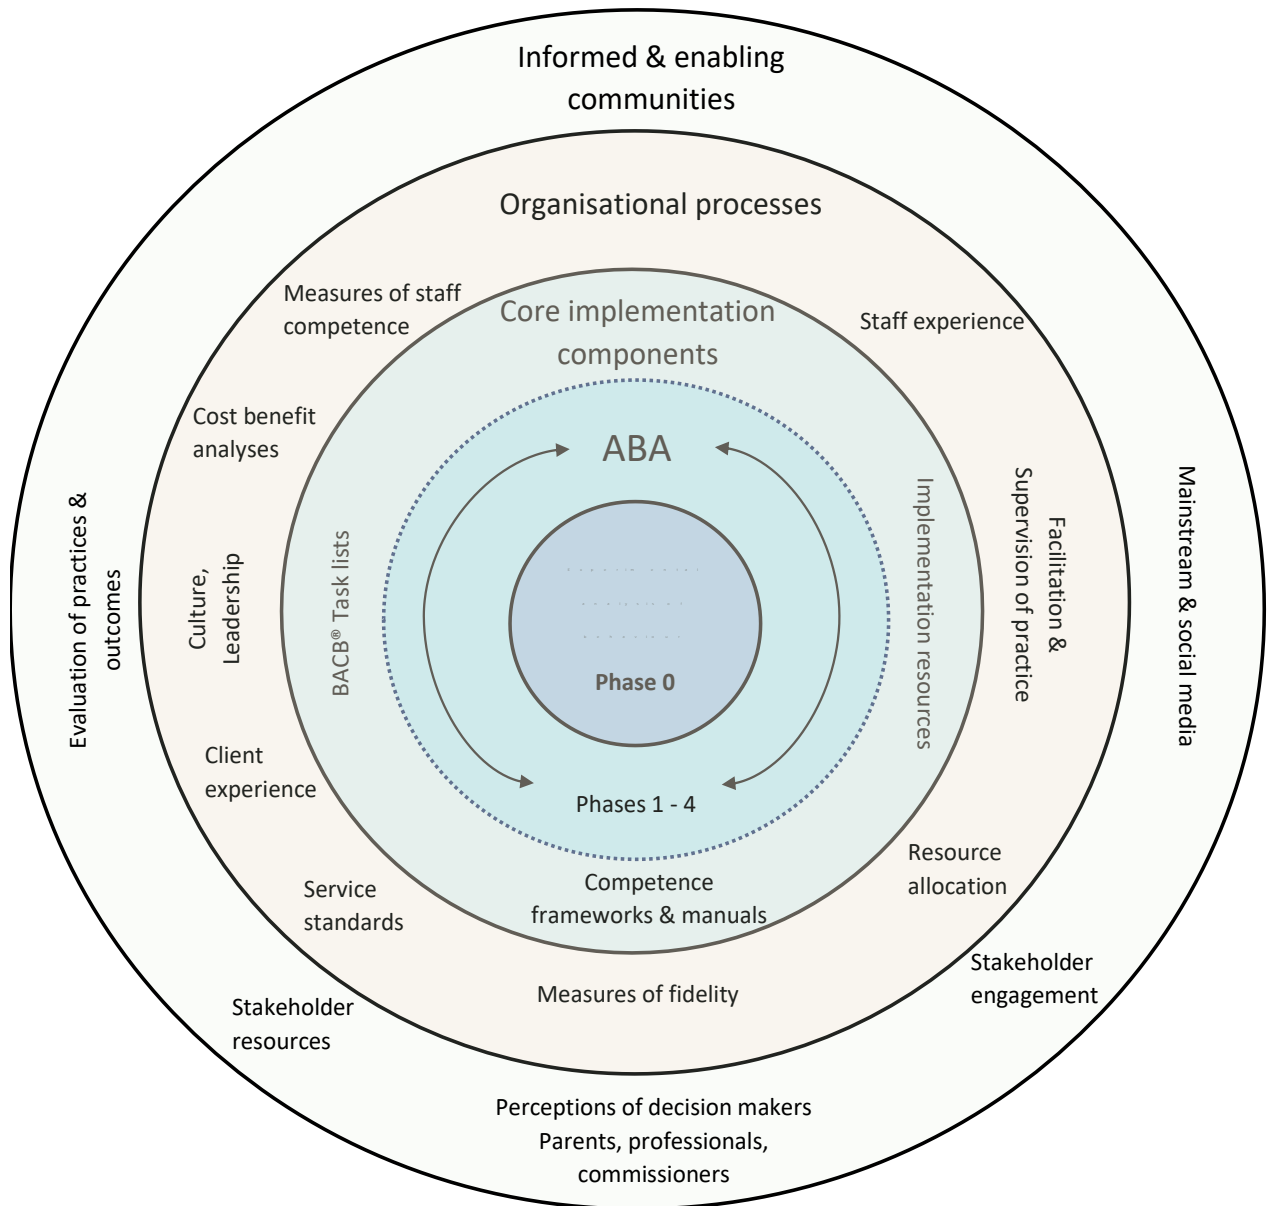 Informed & enabling
communities
Organisational processes
Measures of staff
competence
Core implementation
components
Staff experience
Cost benefit
analyses
ABA
Evaluation of practices &
outcomes
Culture,
Leadership
BACB® Task lists
Phase 0
Implementation resources
Facilitation &
Supervision of practice
Mainstream & social media
Client
experience
Phases 1 - 4
Resource
allocation
Competence
frameworks & manuals
Service
standards
Stakeholder
engagement
Measures of fidelity
Stakeholder
resources
Perceptions of decision makers
Parents, professionals,
commissioners